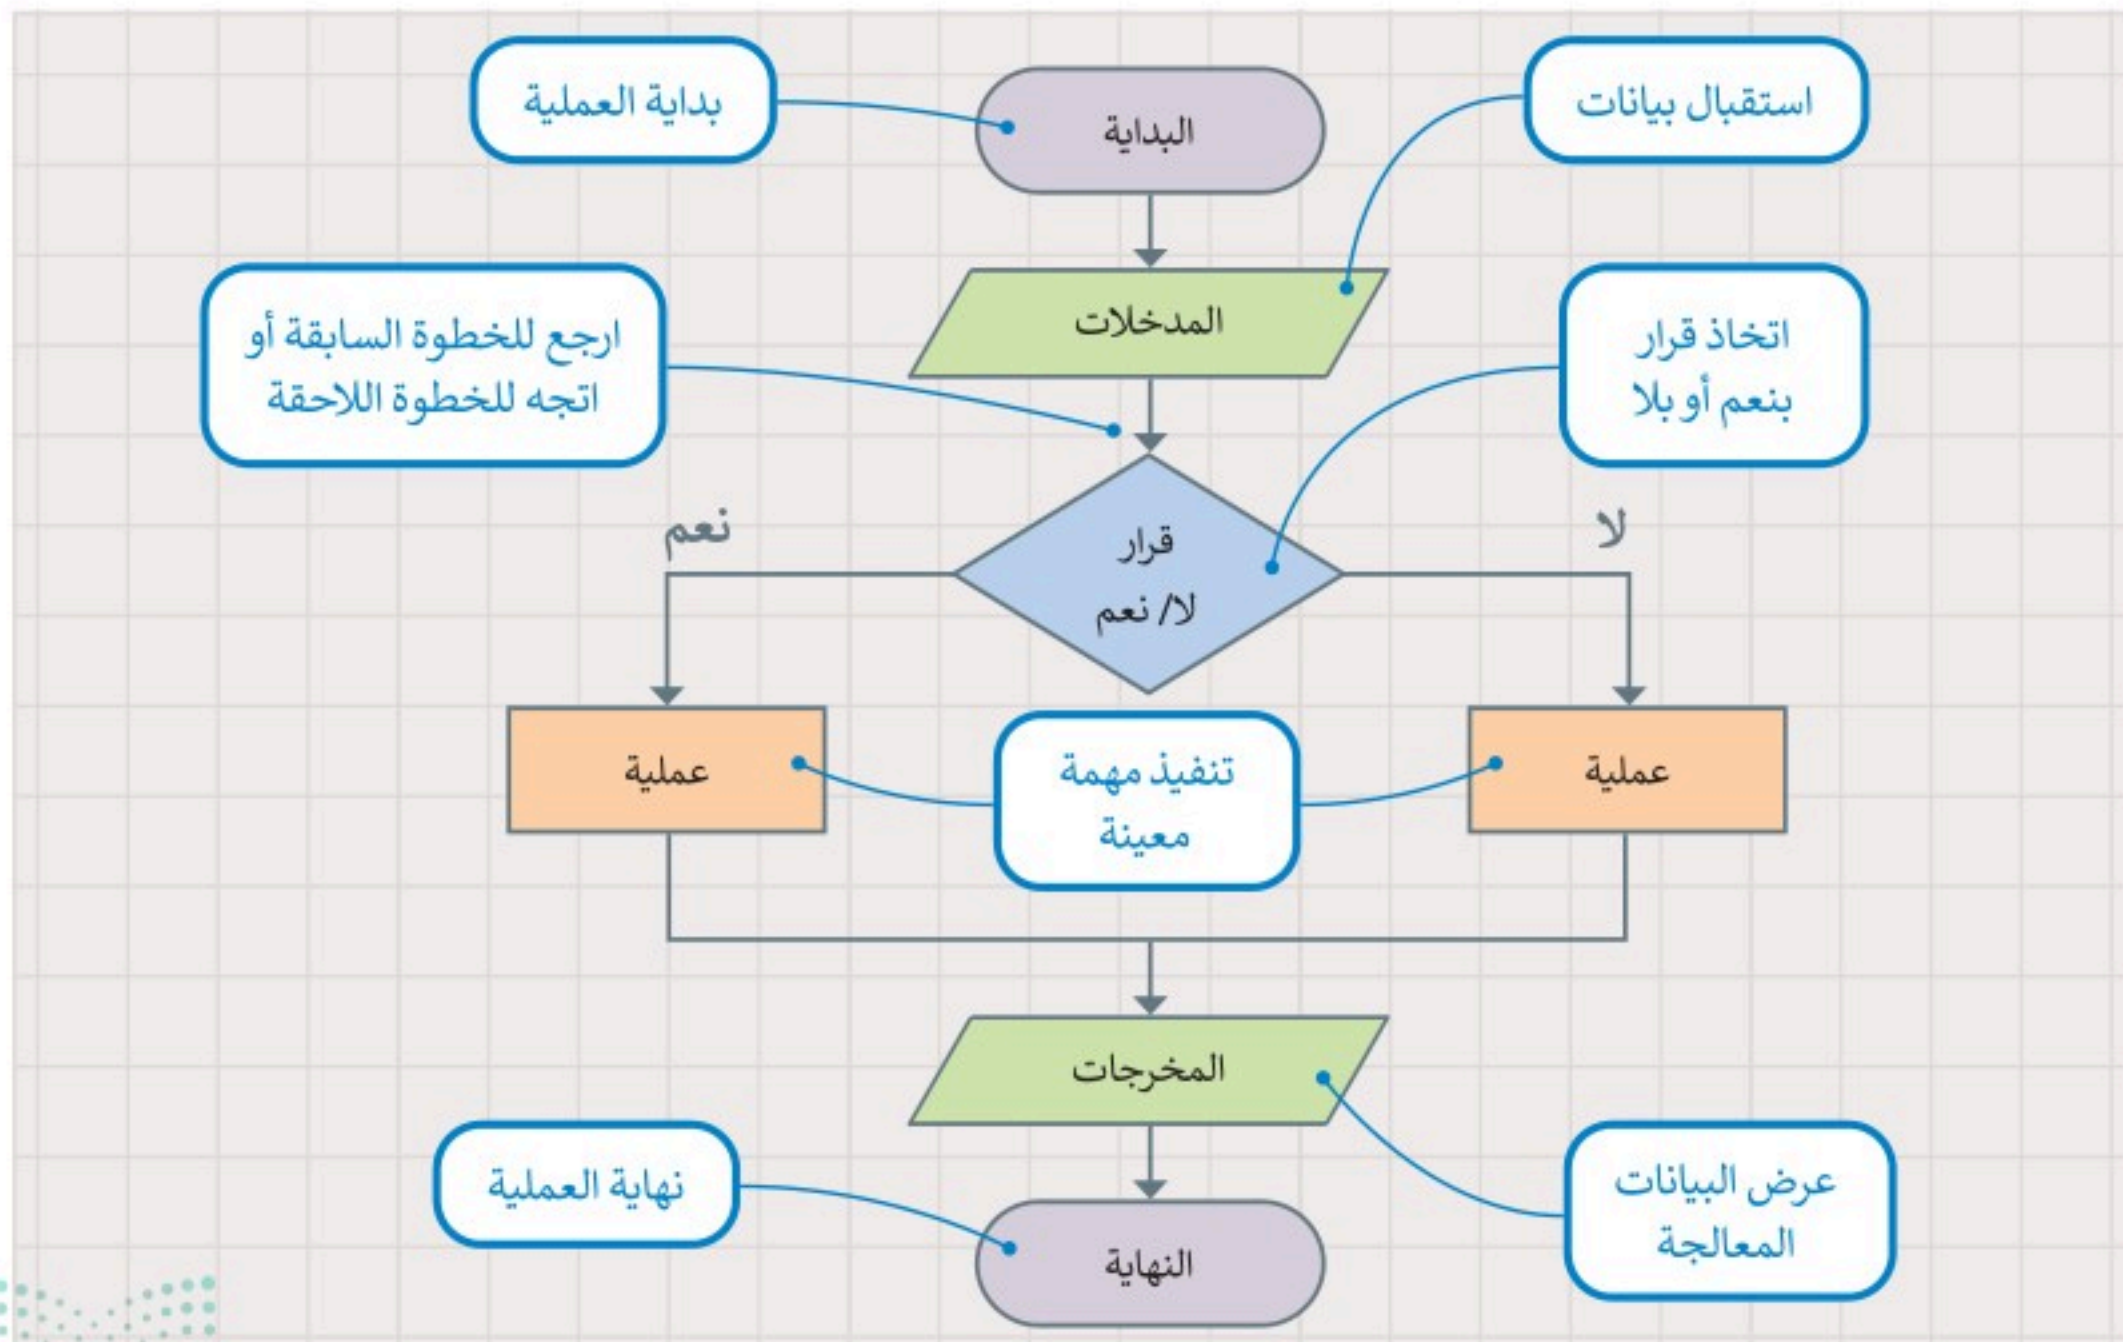 استقبال بيانات
البداية
بداية العملية
المدخلات
اتخاذ قرار
بنعم أو بلا
ارجع للخطوة السابقة أو
اتجه للخطوة اللاحقة
لا
نعم
قرار
لا/ نعم
عملية
تنفيذ مهمة
معينة
عملية
المخرجات
عرض البيانات
المعالجة
نهاية العملية
النهاية